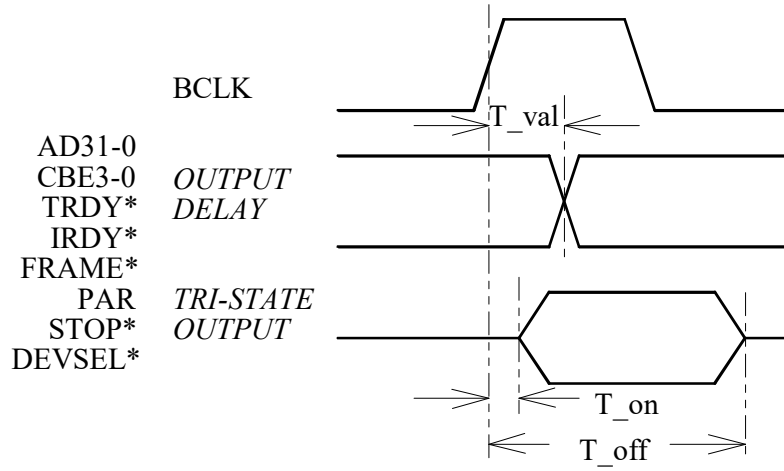 BCLK
T_val
AD31-0
CBE3-0 OUTPUT
TRDY* DELAY
IRDY*
FRAME*
PAR TRI-STATE
STOP* OUTPUT
DEVSEL*
T_on
T_off